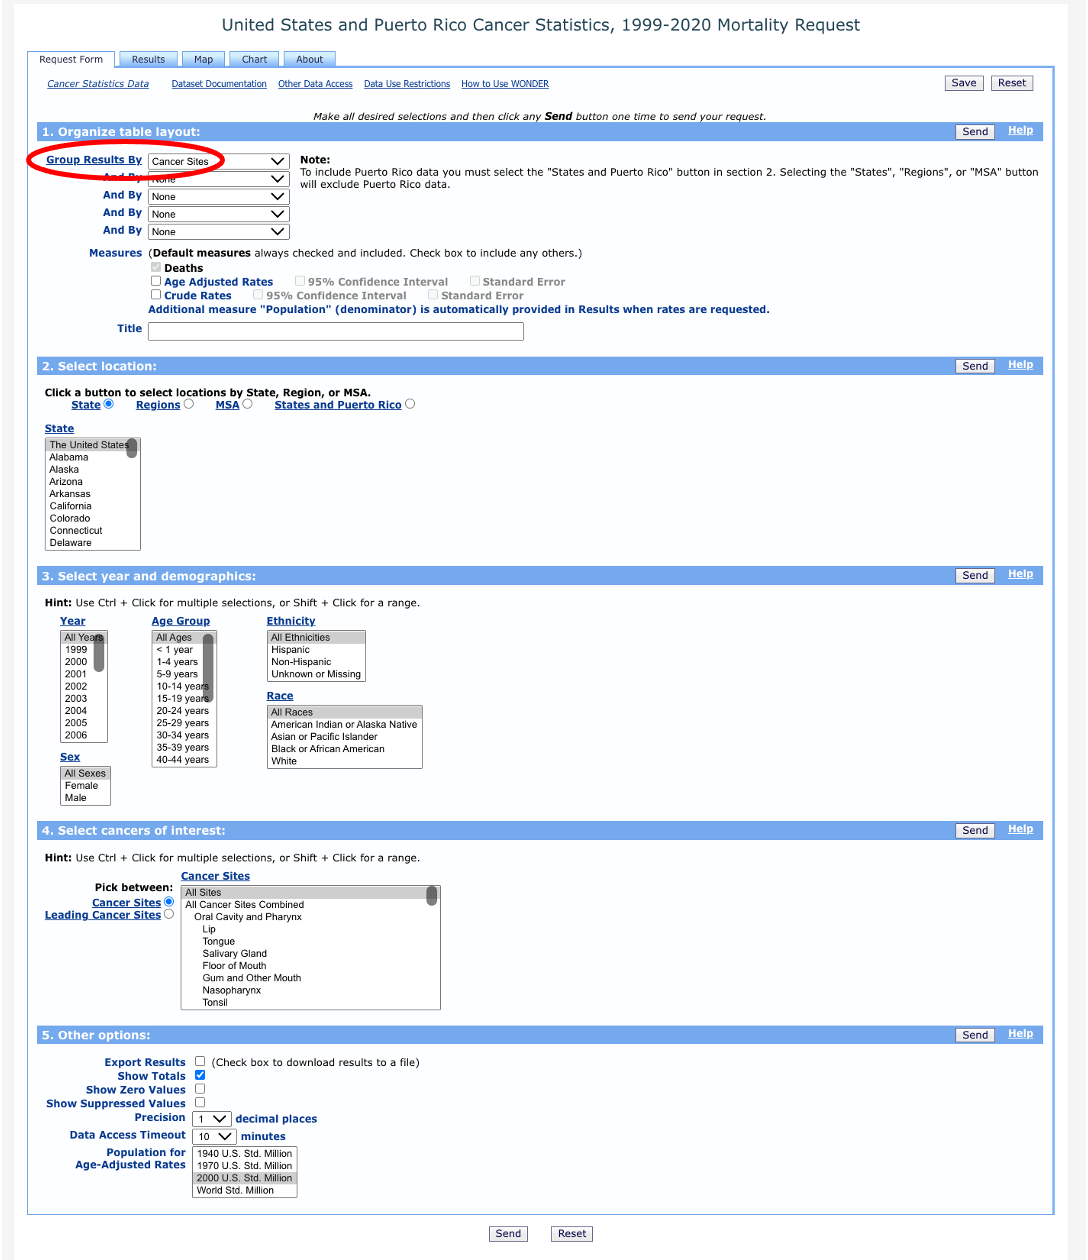 United States and Puerto Rico Cancer Statistics, 1999-2020 Mortality Request
Request Form Results Map Chart About
Cancer Statistics Data Dataset Documentation Other Data Access Data Use Restrictions How to Use WONDER Save Reset
Make all desired selections and then click any Send button one time to send your request.
1. Organize table layout: Send Help
Group Results By Cancer Sites Note:
And By None To include Puerto Rico data you must select the "States and Puerto Rico" button in section 2. Selecting the "States", "Regions", or "MSA" button
will exclude Puerto Rico data.
And By None
And By None
And By None
Measures (Default measures always checked and included. Check box to include any others.)
Deaths
Age Adjusted Rates 95% Confidence Interval Standard Error
Crude Rates 95% Confidence Interval Standard Error
Additional measure "Population" (denominator) is automatically provided in Results when rates are requested.
Title
2. Select location: Send Help
Click a button to select locations by State, Region, or MSA.
State Regions MSA States and Puerto Rico
State
The United States
Alabama
Alaska
Arizona
Arkansas
California
Colorado
Connecticut
Delaware
3. Select year and demographics: Send Help
Hint: Use Ctrl + Click for multiple selections, or Shift + Click for a range.
Year
All Years
1999
2000
2001
2002
2003
2004
2005
2006
Sex
All Sexes
Female
Male
Age Group
All Ages
< 1 year
1-4 years
5-9 years
10-14 years
15-19 years
20-24 years
25-29 years
30-34 years
35-39 years
40-44 years
Ethnicity
All Ethnicities
Hispanic
Non-Hispanic
Unknown or Missing
Race
All Races
American Indian or Alaska Native
Asian or Pacific Islander
Black or African American
White
4. Select cancers of interest: Send Help
Hint: Use Ctrl + Click for multiple selections, or Shift + Click for a range.
Pick between:
Cancer Sites
Leading Cancer Sites
Cancer Sites
All Sites
All Cancer Sites Combined
Oral Cavity and Pharynx
Lip
Tongue
Salivary Gland
Floor of Mouth
Gum and Other Mouth
Nasopharynx
Tonsil
5. Other options: Send Help
Export Results (Check box to download results to a file)
Show Totals
Show Zero Values
Show Suppressed Values
Precision 1 decimal places
Data Access Timeout 10 minutes
Population for
Age-Adjusted Rates
1940 U.S. Std. Million
1970 U.S. Std. Million
2000 U.S. Std. Million
World Std. Million
Send Reset